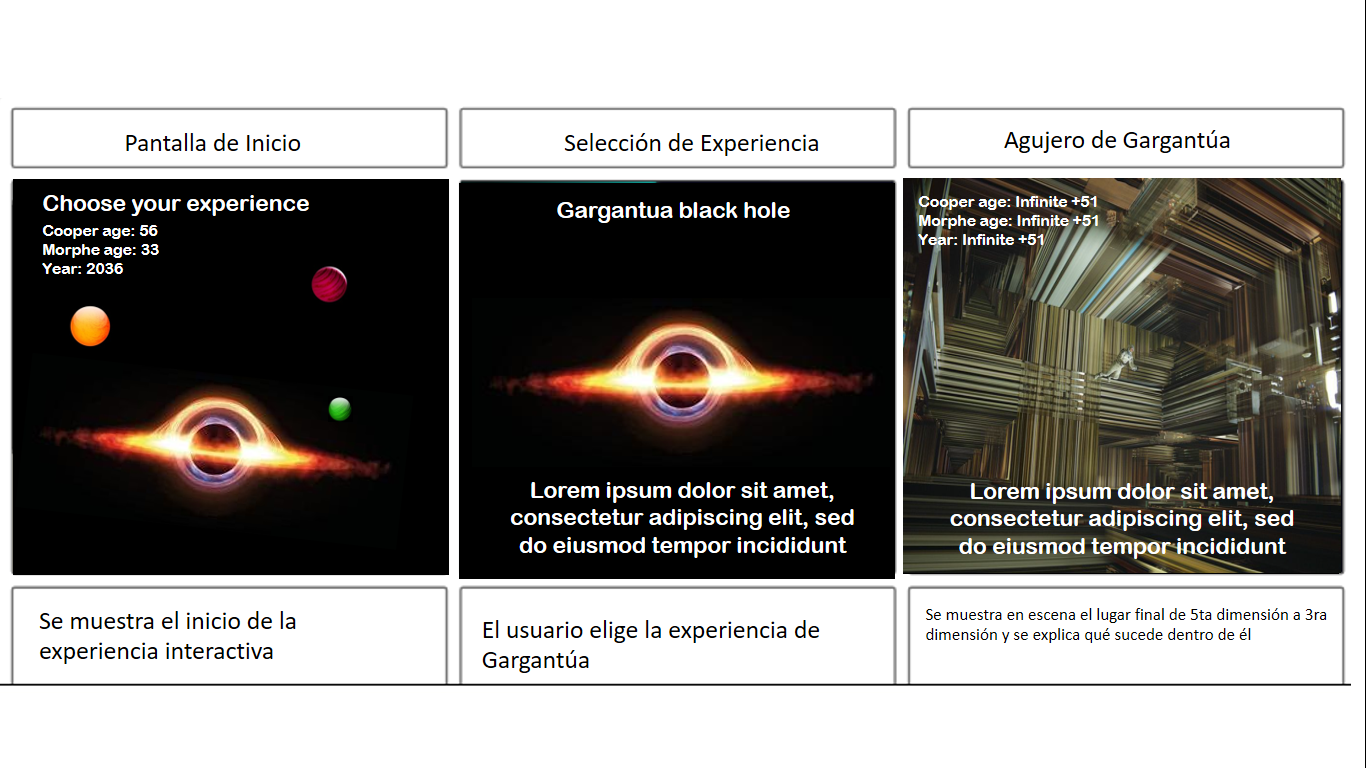 Pantalla de Inicio
Selección de Experiencia
Agujero de Gargantúa
Choose your experience
Cooper age: 56
Morphe age: 33
Year: 2036
Gargantua black hole
Lorem ipsum dolor sit amet,
consectetur adipiscing elit, sed
do eiusmod tempor incididunt
Cooper age: Infinite +51
Morphe age: Infinite +51
Year: Infinite +51
Lorem ipsum dolor sit amet,
consectetur adipiscing elit, sed
do eiusmod tempor incididunt
Se muestra el inicio de la
experiencia interactiva
El usuario elige la experiencia de
Gargantúa
Se muestra en escena el lugar final de 5ta dimensión a 3ra
dimensión y se explica qué sucede dentro de él